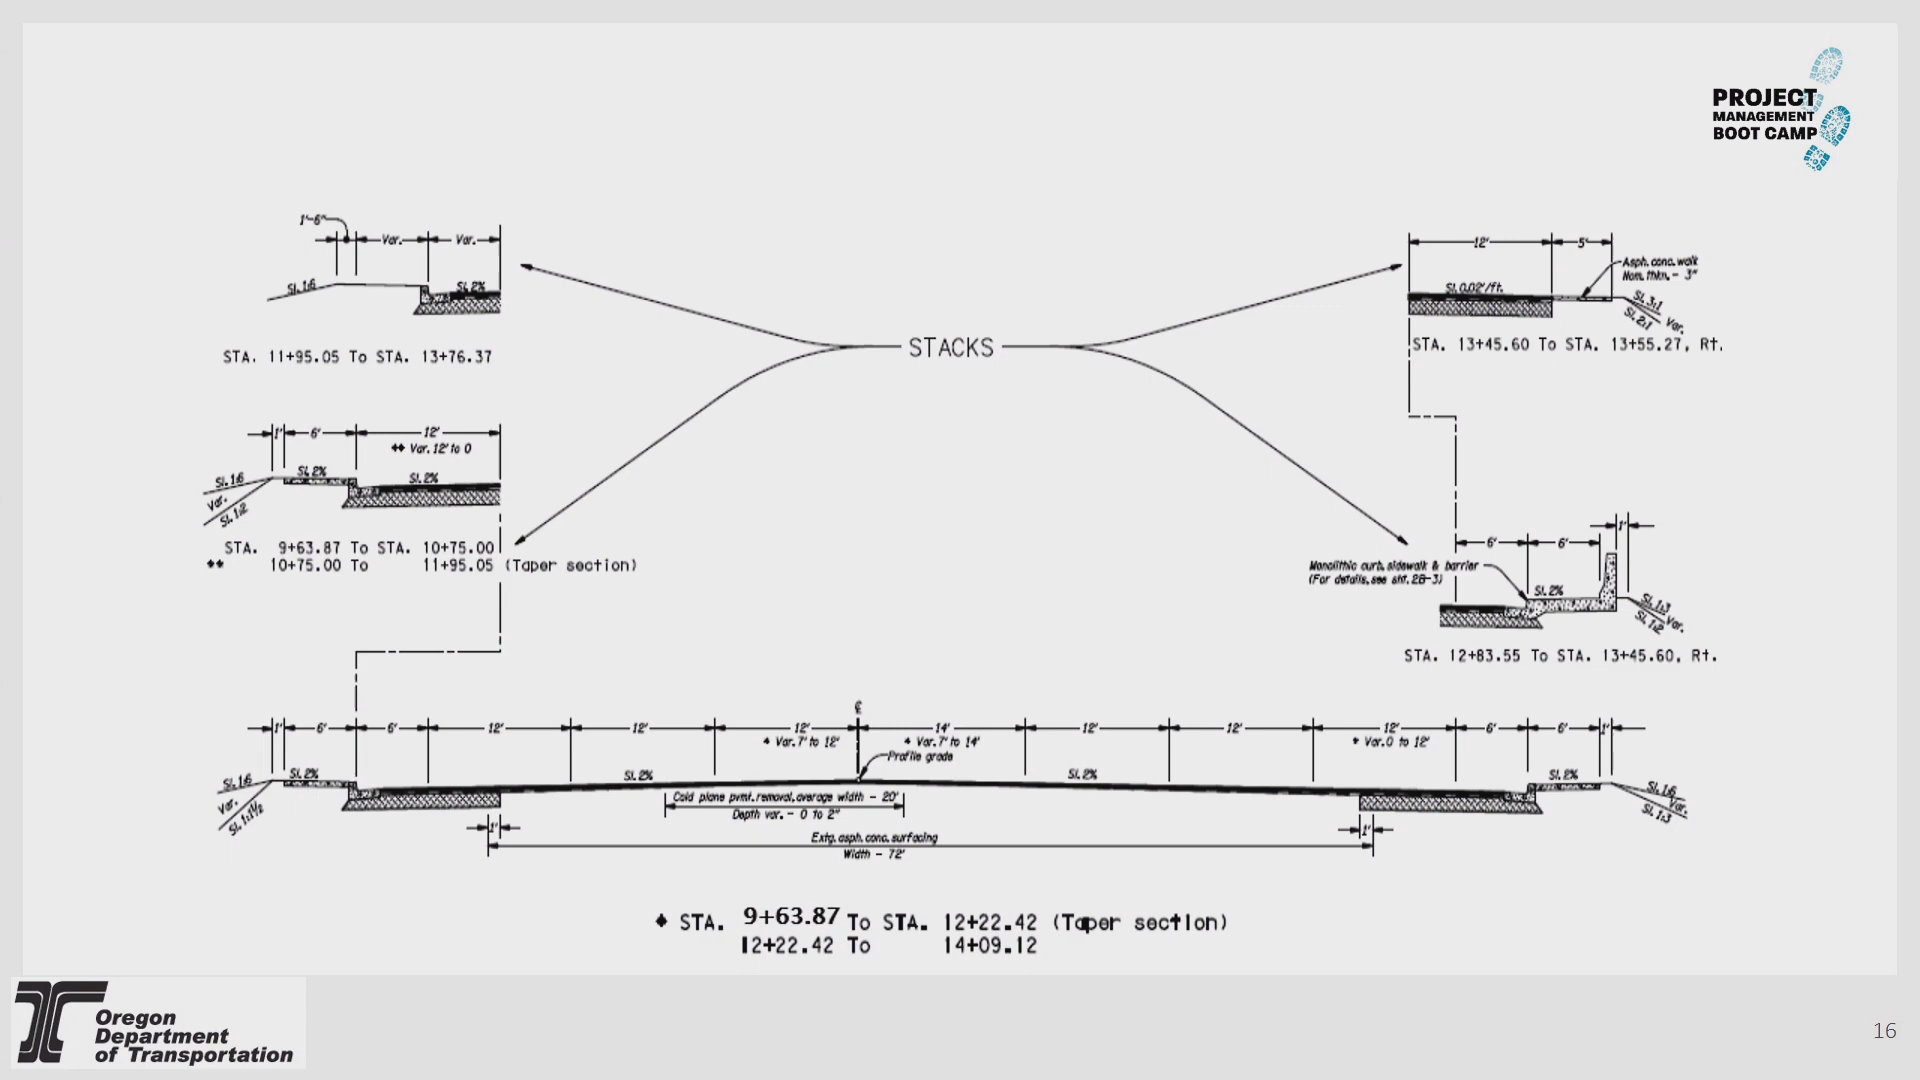 PROJECT
MANAGEMENT
BOOT CAMP
1'-6"
Var. Var.
Sl. 1:6
Sl. 2%
STA. 11+95.05 To STA. 13+76.37
STACKS
12' 5'
Asph. conc. walk
Nom. thkn. - 3"
Sl. 0.02'/ft.
Sl. 3:1
Sl. 2:1
Var.
STA. 13+45.60 To STA. 13+55.27, Rt.
1' 6' 12'
** Var. 12' to 0
Sl. 2%
Sl. 2%
Sl. 1:6
Var.
Sl. 1:2
STA. 9+63.87 To STA. 10+75.00
** 10+75.00 To 11+95.05 (Taper section)
1'
6' 6'
Monolithic curb, sidewalk & barrier
(For details, see sht. 2B-3)
Sl. 2%
Sl. 1:3
Var.
Sl. 1:2
STA. 12+83.55 To STA. 13+45.60, Rt.
℄
1' 6' 6' 12' 12' 12' 14' 12' 12' 12' 6' 6' 1'
* Var. 7' to 12' * Var. 7' to 14' * Var. 0 to 12'
Profile grade
Sl. 1:6 Sl. 2% Sl. 2% Sl. 2% Sl. 2% Sl. 1:6
Var.
Sl. 1:1½
Var.
Sl. 1:3
Cold plane pvmt. removal, average width - 20'
Depth var. - 0 to 2"
1' 1'
Extg. asph. conc. surfacing
Width - 72'
♦ STA. 9+63.87 To STA. 12+22.42 (Taper section)
12+22.42 To 14+09.12
Oregon
Department
of Transportation
16